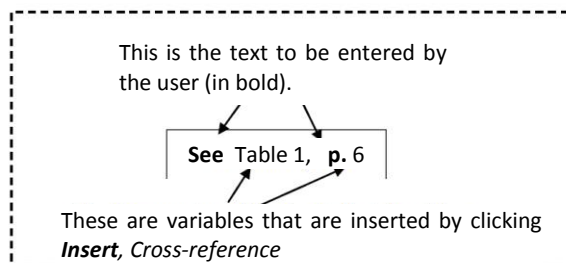 This is the text to be entered by
the user (in bold).
See Table 1, p. 6
These are variables that are inserted by clicking
Insert, Cross-reference